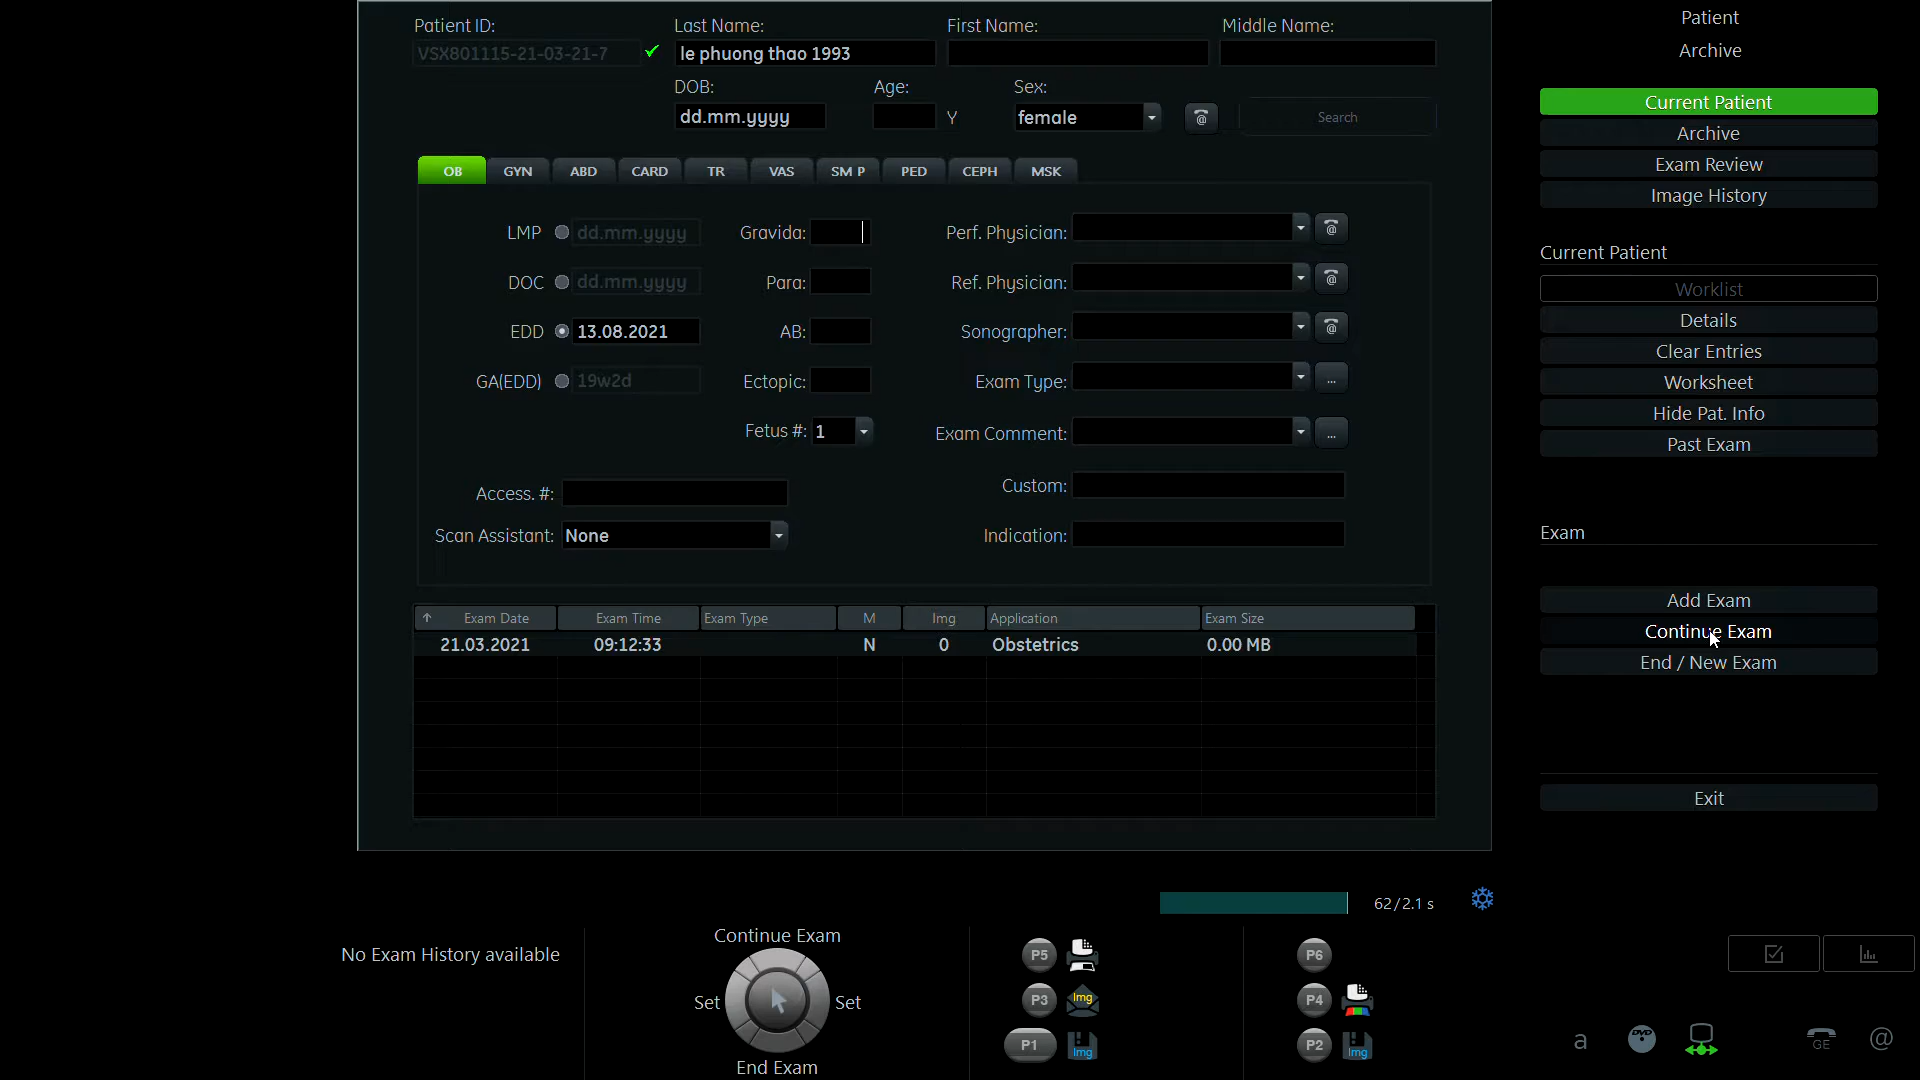 Patient ID: Last Name: First Name: Middle Name:
VSX801115-21-03-21-7 le phuong thao 1993
DOB: Age: Sex:
dd.mm.yyyy Y female @ Search
OB GYN ABD CARD TR VAS SM P PED CEPH MSK
LMP dd.mm.yyyy Gravida: Perf. Physician: @
DOC dd.mm.yyyy Para: Ref. Physician: @
EDD 13.08.2021 AB: Sonographer: @
GA(EDD) 19w2d Ectopic: Exam Type: ...
Fetus #: 1 Exam Comment: ...
Access. #: Custom:
Scan Assistant: None Indication:
↑ Exam Date Exam Time Exam Type M Img Application Exam Size
21.03.2021 09:12:33 N 0 Obstetrics 0.00 MB
Patient
Archive
Current Patient
Archive
Exam Review
Image History
Current Patient
Worklist
Details
Clear Entries
Worksheet
Hide Pat. Info
Past Exam
Exam
Add Exam
Continue Exam
End / New Exam
Exit
62/2.1 s
No Exam History available
Continue Exam
Set Set
End Exam
P5 P6
P3 Img P4
P1 Img P2 Img
a DVD GE @